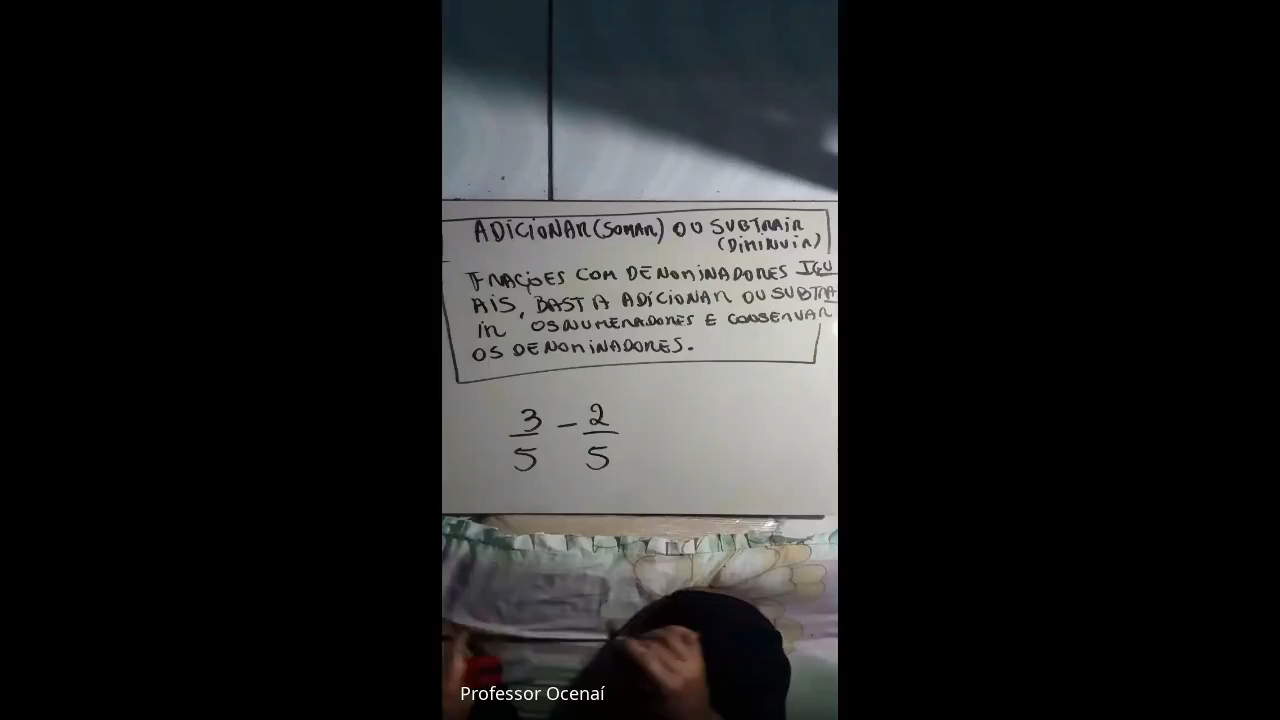 ADICIONAR (SOMAR) OU SUBTRAIR
(DIMINUIR)
FRAÇÕES COM DENOMINADORES IGU
AIS, BASTA ADICIONAR OU SUBTRA
IR OS NUMERADORES E CONSERVAR
OS DENOMINADORES.
3/5 - 2/5
Professor Ocenaí